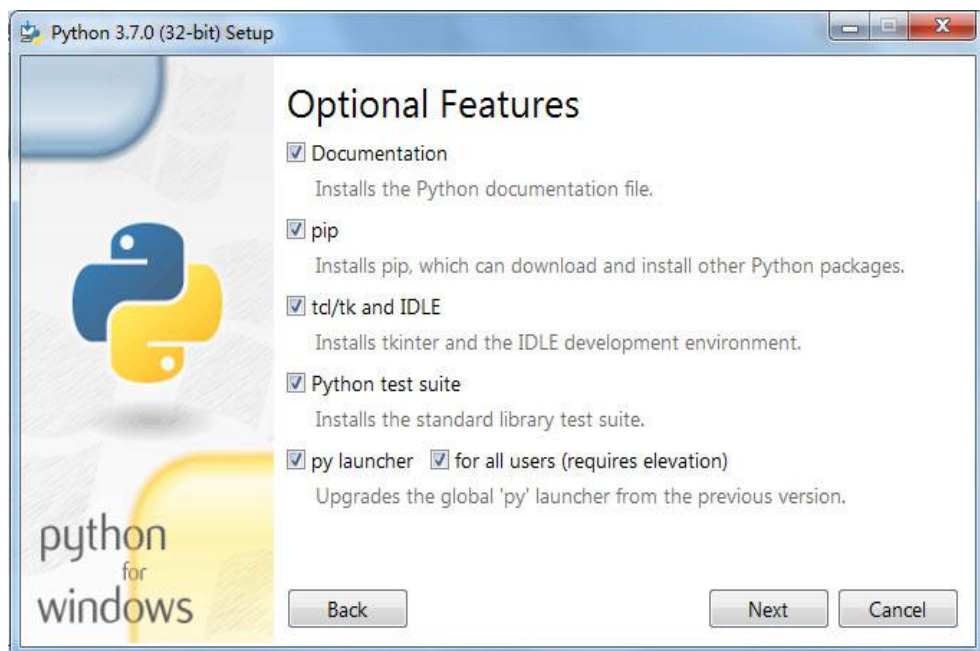 Python 3.7.0 (32-bit) Setup
Optional Features
Documentation
Installs the Python documentation file.
pip
Installs pip, which can download and install other Python packages.
tcl/tk and IDLE
Installs tkinter and the IDLE development environment.
Python test suite
Installs the standard library test suite.
py launcher for all users (requires elevation)
Upgrades the global 'py' launcher from the previous version.
python
for
windows
Back Next Cancel